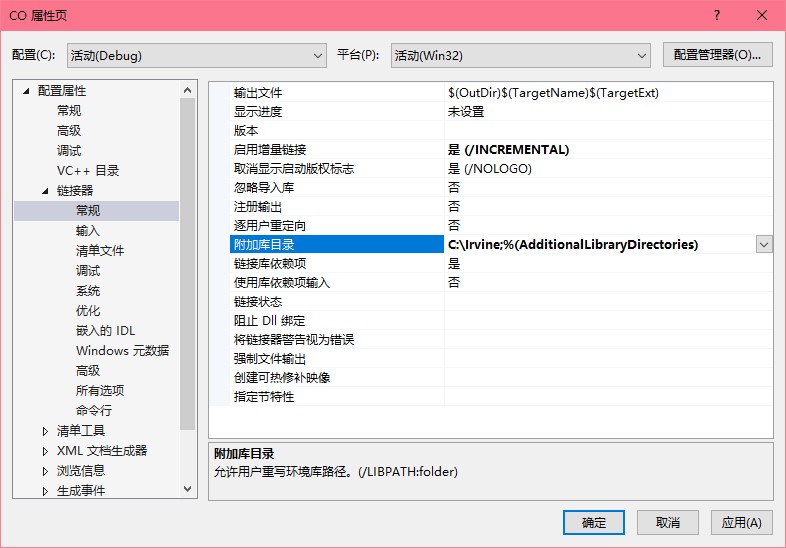 CO 属性页
配置(C): 活动(Debug) 平台(P): 活动(Win32) 配置管理器(O)...
配置属性
常规
高级
调试
VC++ 目录
链接器
常规
输入
清单文件
调试
系统
优化
嵌入的 IDL
Windows 元数据
高级
所有选项
命令行
清单工具
XML 文档生成器
浏览信息
生成事件
输出文件 $(OutDir)$(TargetName)$(TargetExt)
显示进度 未设置
版本
启用增量链接 是 (/INCREMENTAL)
取消显示启动版权标志 是 (/NOLOGO)
忽略导入库 否
注册输出 否
逐用户重定向 否
附加库目录 C:\Irvine;%(AdditionalLibraryDirectories)
链接库依赖项 是
使用库依赖项输入 否
链接状态
阻止 Dll 绑定
将链接器警告视为错误
强制文件输出
创建可热修补映像
指定节特性
附加库目录
允许用户重写环境库路径。(/LIBPATH:folder)
确定 取消 应用(A)